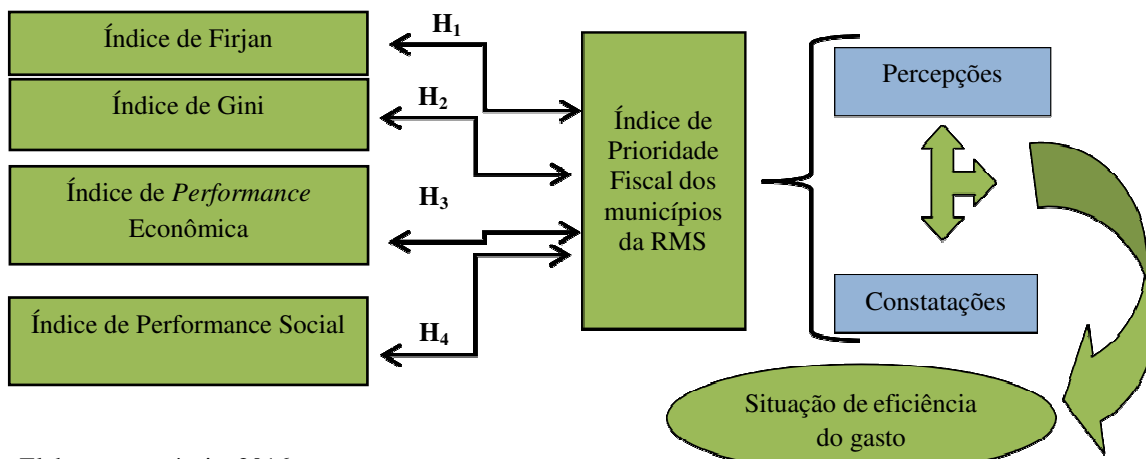 Índice de Firjan
Índice de Gini
Índice de Performance
Econômica
Índice de Performance Social
H1
H2
H3
H4
Índice de
Prioridade
Fiscal dos
municípios
da RMS
Percepções
Constatações
Situação de eficiência
do gasto